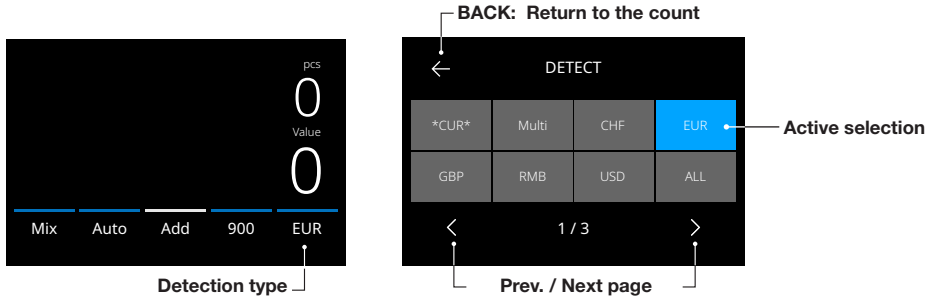 BACK: Return to the count
pcs
0
Value
0
Mix Auto Add 900 EUR
Detection type
DETECT
*CUR* Multi CHF EUR
Active selection
GBP RMB USD ALL
1 / 3
Prev. / Next page